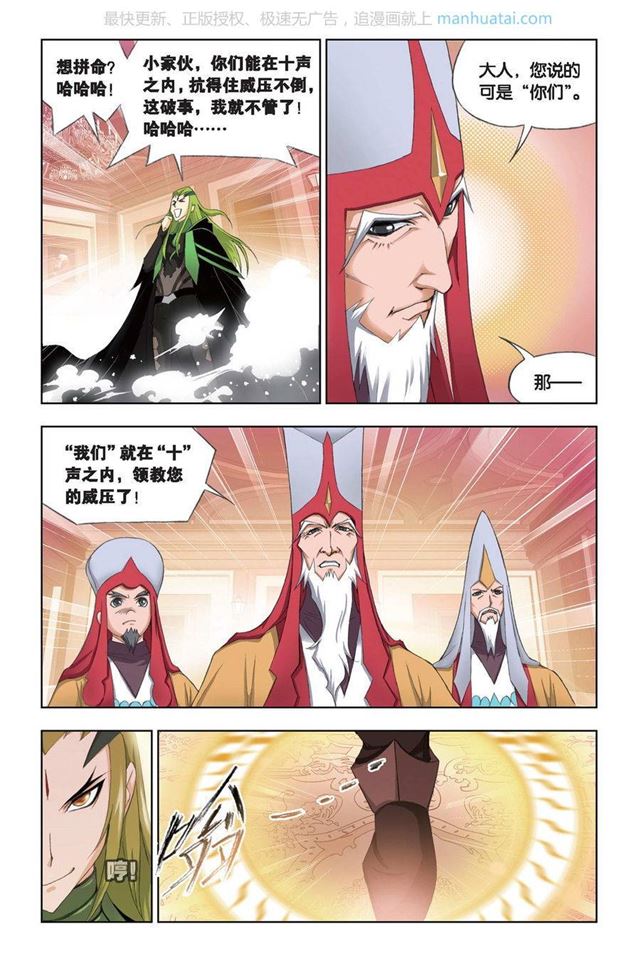 最快更新、正版授权、极速无广告，追漫画就上 manhuatai.com
想拼命？
哈哈哈！
小家伙，你们能在十声
之内，抗得住威压不倒，
这破事，我就不管了！
哈哈哈……
大人，您说的
可是“你们”。
那——
“我们”就在“十”
声之内，领教您
的威压了！
哼！